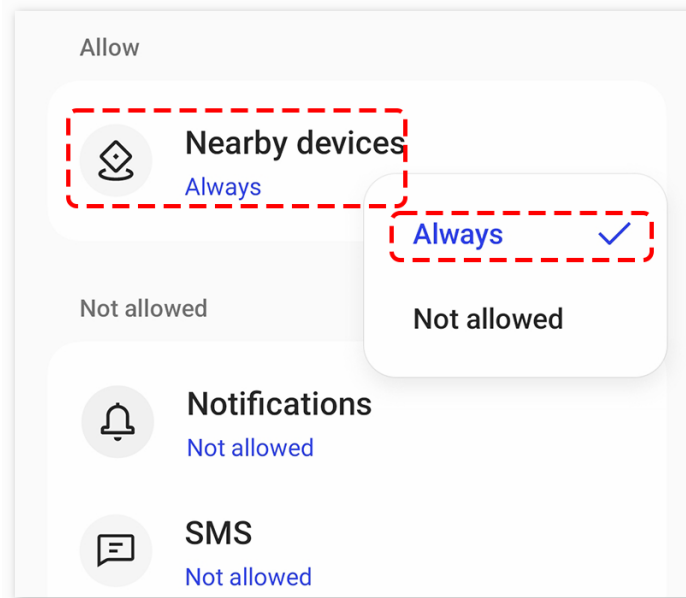 Allow
Nearby devices
Always
Always
Not allowed
Not allowed
Notifications
Not allowed
SMS
Not allowed